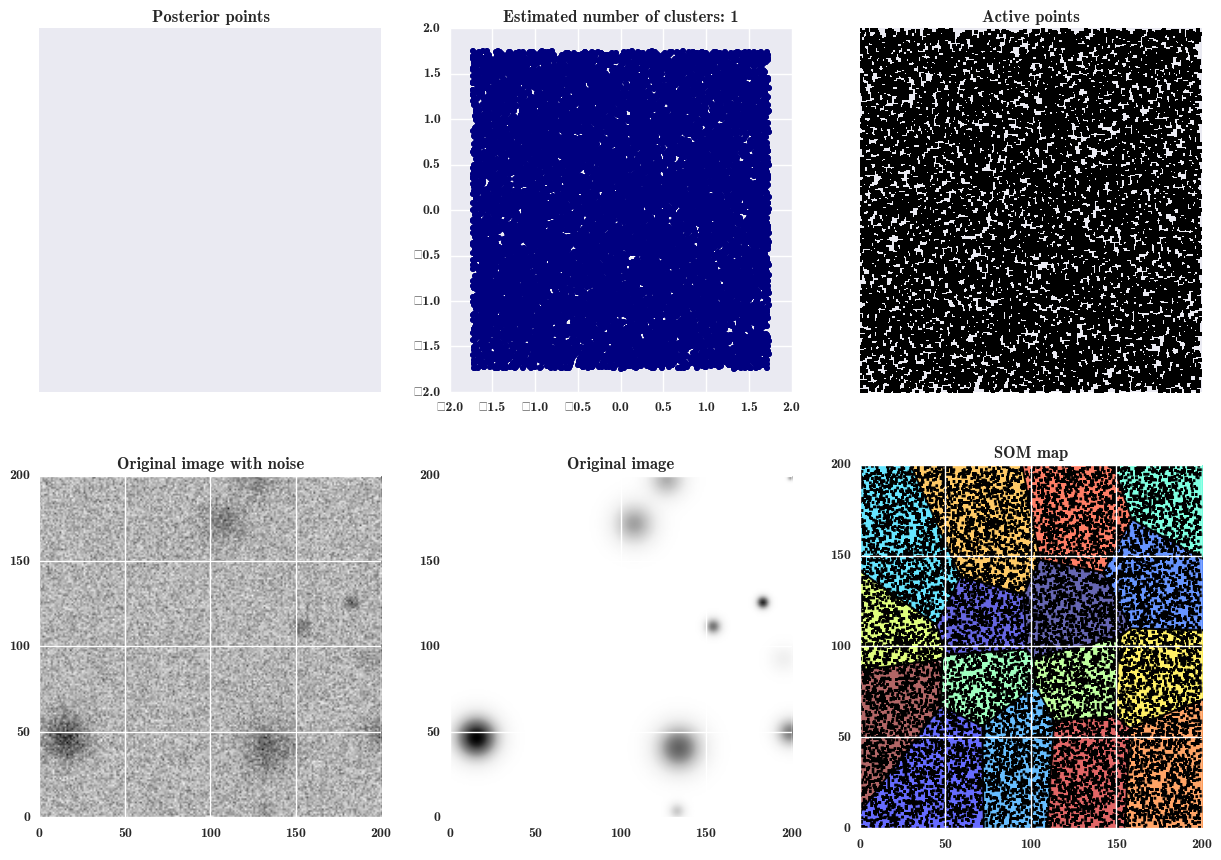 Posterior points
Estimated number of clusters: 1
Active points
2.0
1.5
1.0
0.5
0.0
□0.5
□1.0
□1.5
□2.0
□2.0 □1.5 □1.0 □0.5 0.0 0.5 1.0 1.5 2.0
Original image with noise
200
150
100
50
0
0 50 100 150 200
Original image
200
150
100
50
0
0 50 100 150 200
SOM map
200
150
100
50
0
0 50 100 150 200